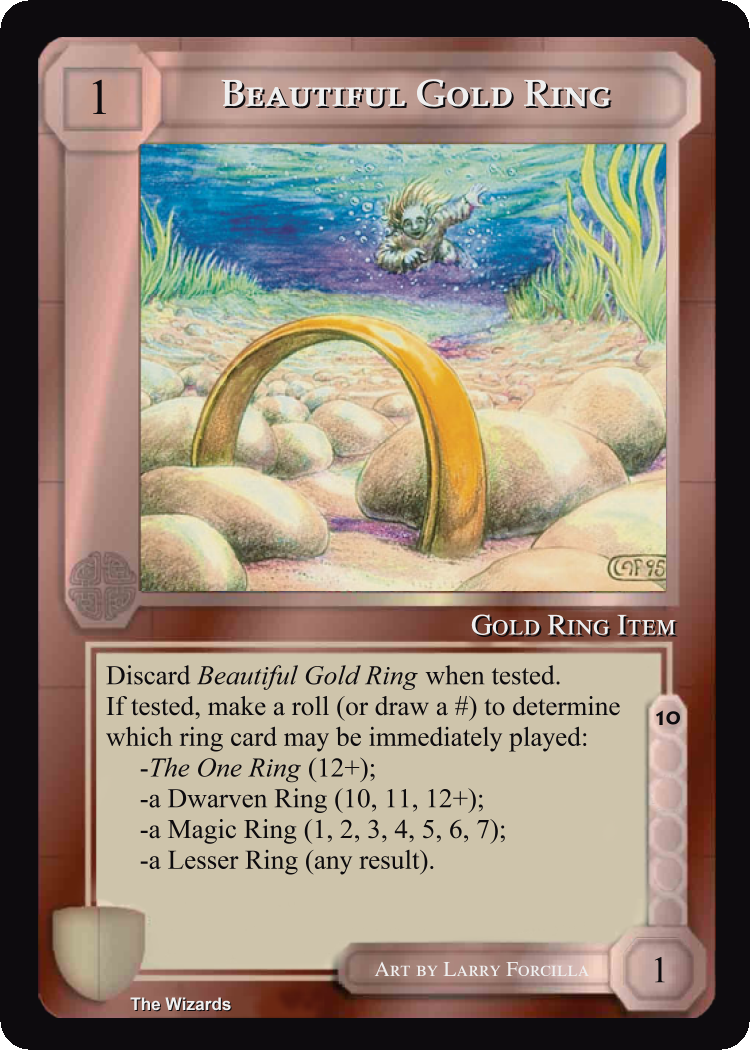 1
Beautiful Gold Ring
Gold Ring Item
Discard Beautiful Gold Ring when tested.
If tested, make a roll (or draw a #) to determine
which ring card may be immediately played:
-The One Ring (12+);
-a Dwarven Ring (10, 11, 12+);
-a Magic Ring (1, 2, 3, 4, 5, 6, 7);
-a Lesser Ring (any result).
10
Art by Larry Forcilla
1
The Wizards